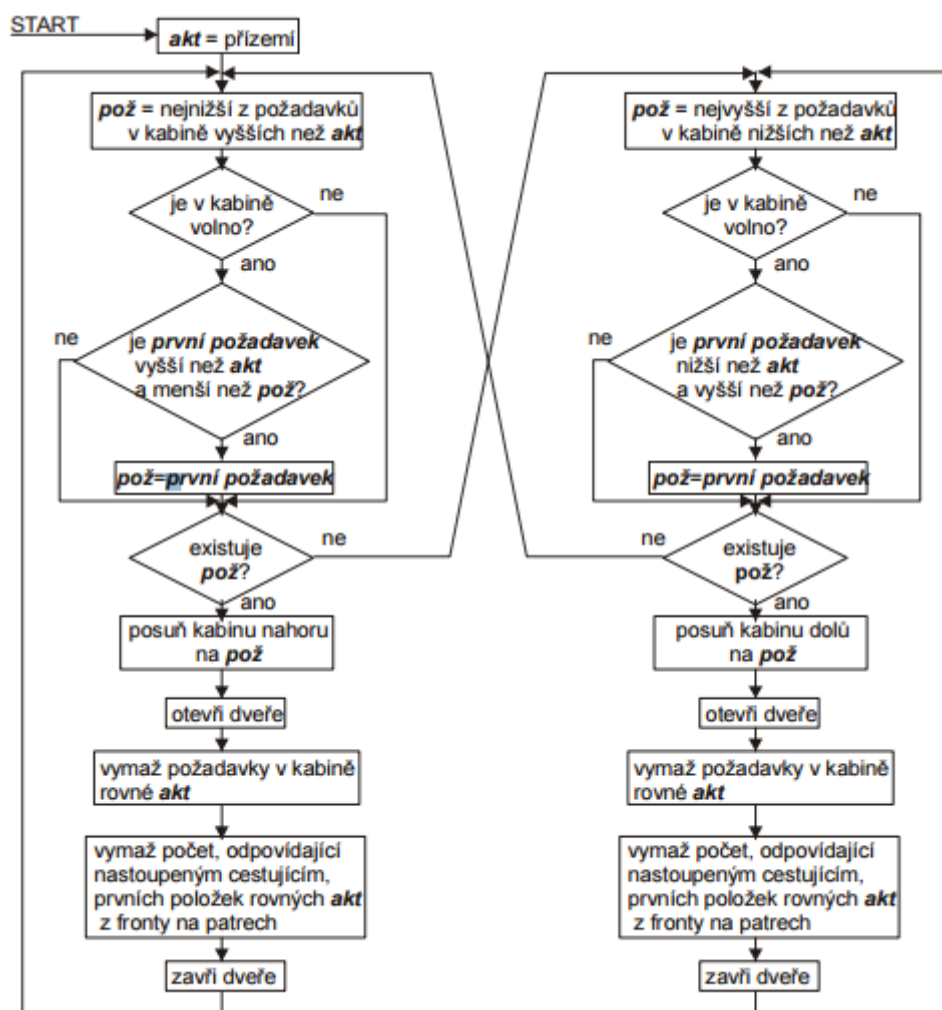 START
akt = přízemí
pož = nejnižší z požadavků
v kabině vyšších než akt
je v kabině
volno?
ne
ano
ne
je první požadavek
vyšší než akt
a menší než pož?
ano
pož=první požadavek
existuje
pož?
ne
ano
posuň kabinu nahoru
na pož
otevři dveře
vymaž požadavky v kabině
rovné akt
vymaž počet, odpovídající
nastoupeným cestujícím,
prvních položek rovných akt
z fronty na patrech
zavři dveře
pož = nejvyšší z požadavků
v kabině nižších než akt
je v kabině
volno?
ne
ano
ne
je první požadavek
nižší než akt
a vyšší než pož?
ano
pož=první požadavek
existuje
pož?
ne
ano
posuň kabinu dolů
na pož
otevři dveře
vymaž požadavky v kabině
rovné akt
vymaž počet, odpovídající
nastoupeným cestujícím,
prvních položek rovných akt
z fronty na patrech
zavři dveře